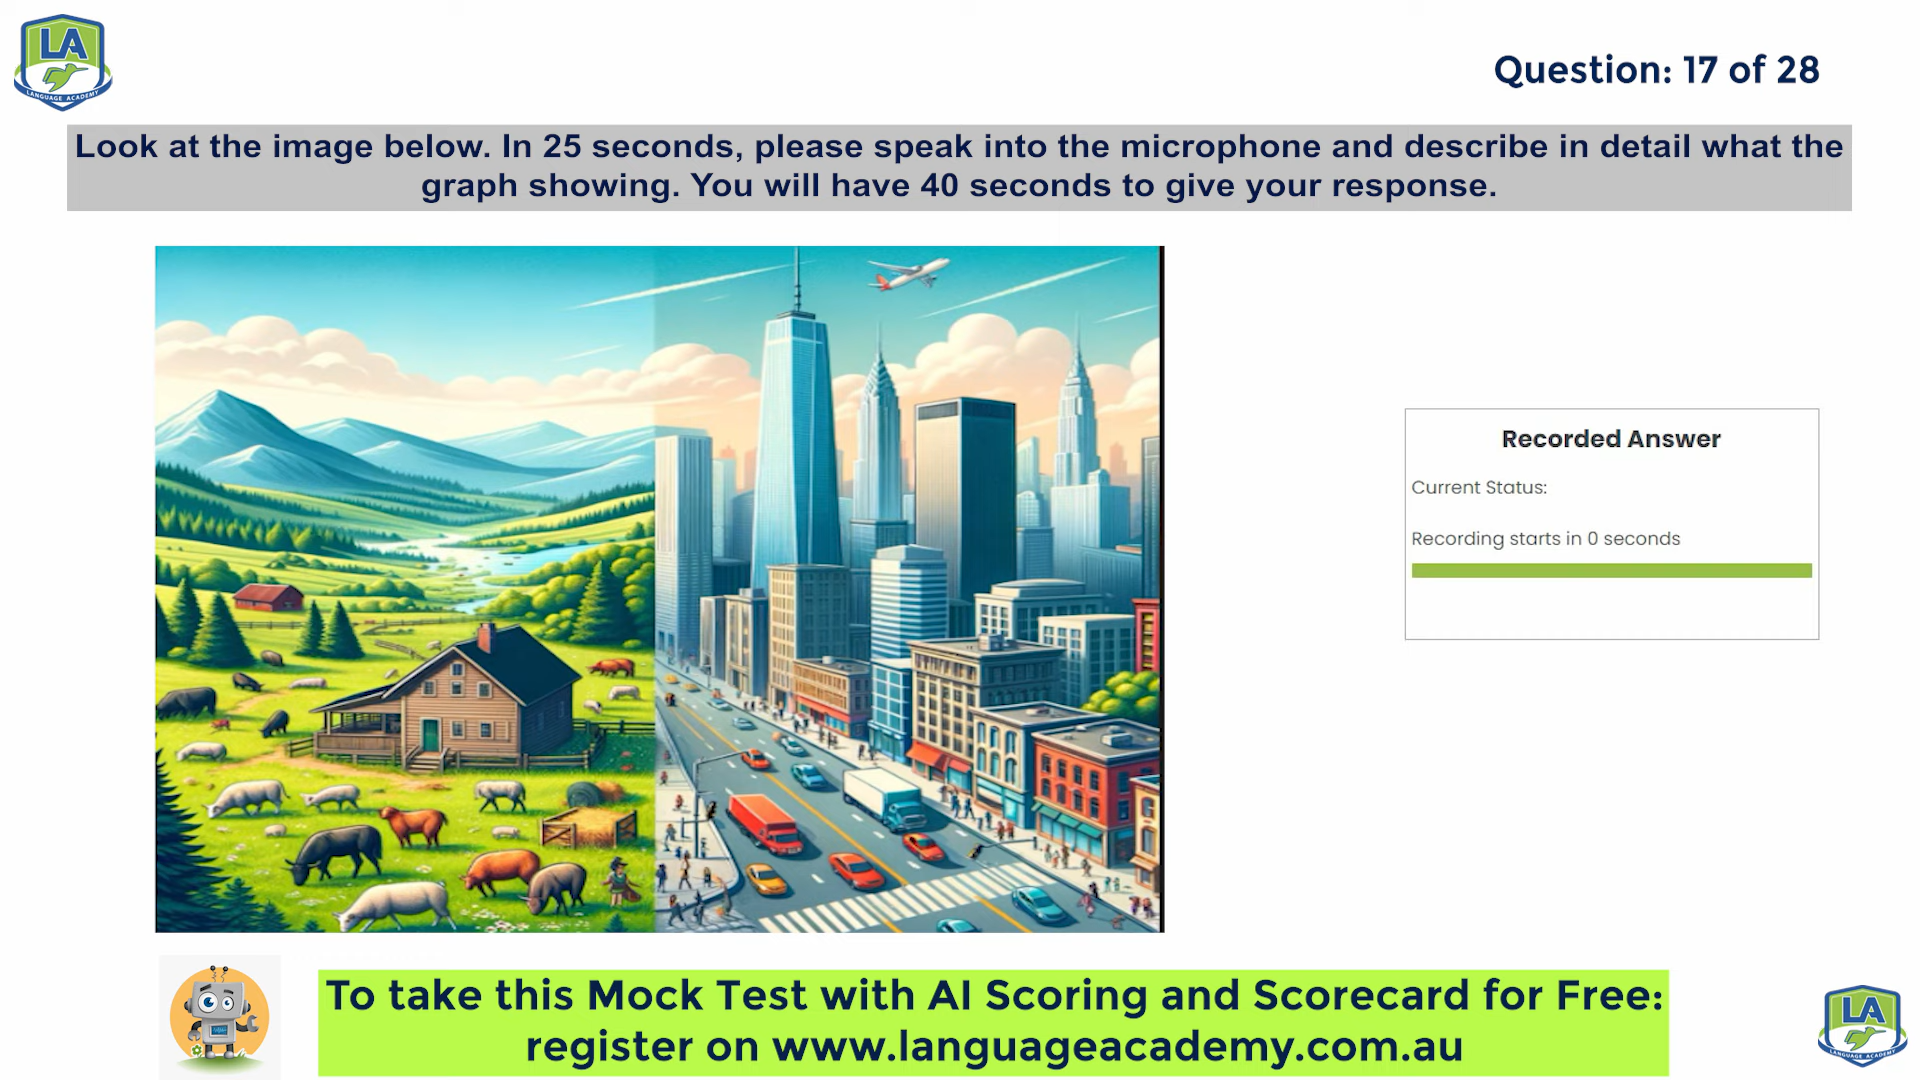 LA
LANGUAGE ACADEMY
Question: 17 of 28
Look at the image below. In 25 seconds, please speak into the microphone and describe in detail what the
graph showing. You will have 40 seconds to give your response.
Recorded Answer
Current Status:
Recording starts in 0 seconds
To take this Mock Test with AI Scoring and Scorecard for Free:
register on www.languageacademy.com.au
LA
LANGUAGE ACADEMY